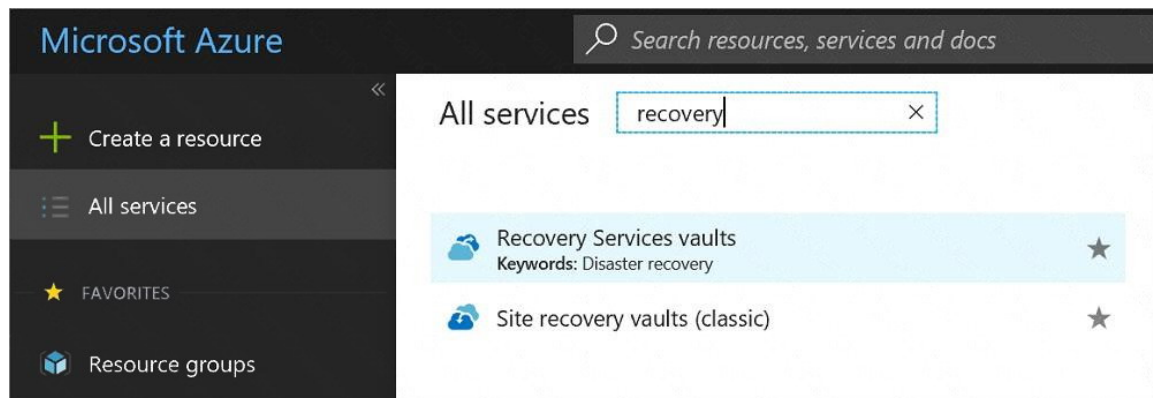 Microsoft Azure
Search resources, services and docs
Create a resource
All services
FAVORITES
Resource groups
All services
recovery
Recovery Services vaults
Keywords: Disaster recovery
Site recovery vaults (classic)